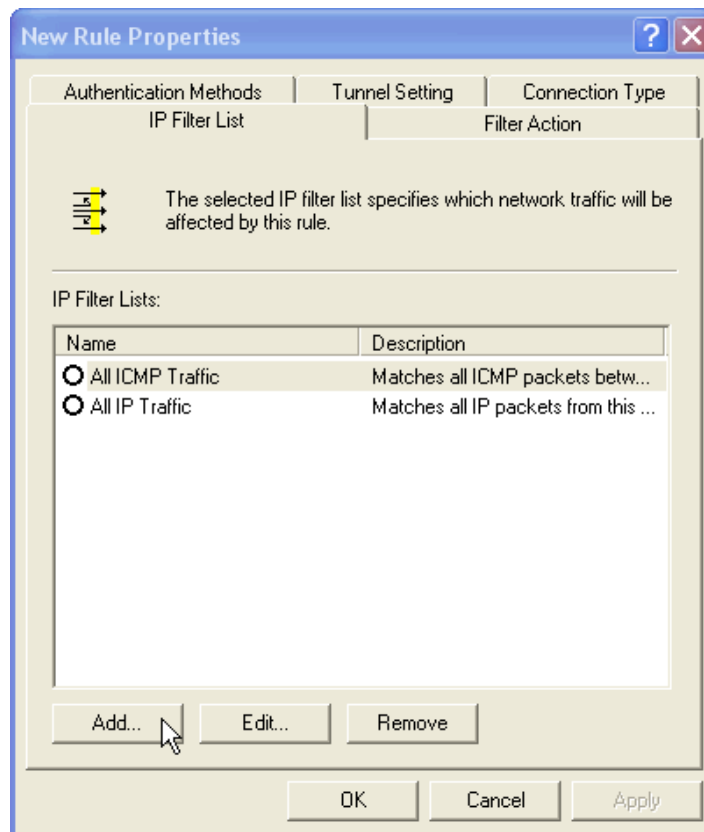 New Rule Properties
Authentication Methods Tunnel Setting Connection Type
IP Filter List Filter Action
The selected IP filter list specifies which network traffic will be
affected by this rule.
IP Filter Lists:
Name Description
All ICMP Traffic Matches all ICMP packets betw...
All IP Traffic Matches all IP packets from this ...
Add... Edit... Remove
OK Cancel Apply